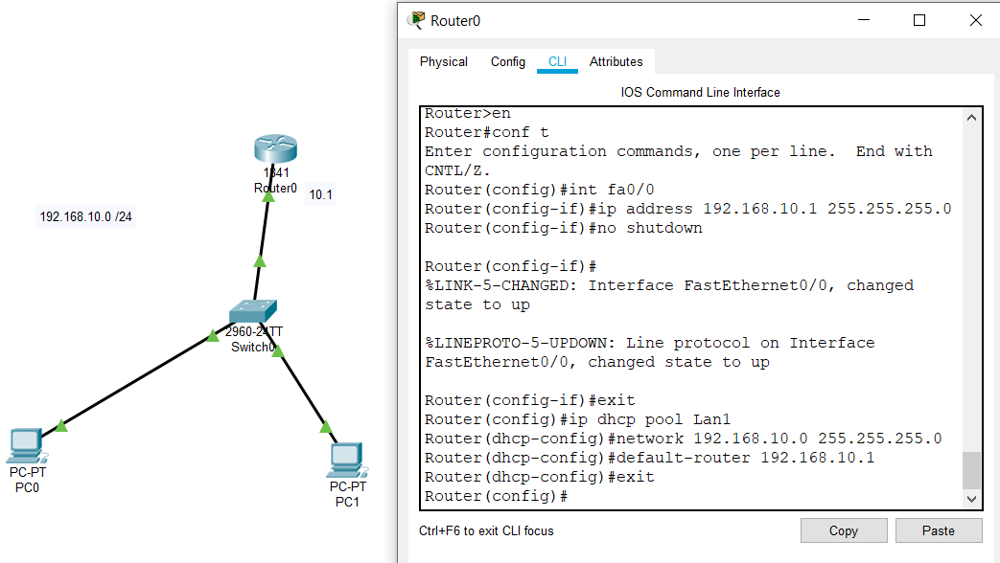 Router0
Physical Config CLI Attributes
IOS Command Line Interface
Router>en
Router#conf t
Enter configuration commands, one per line.  End with
CNTL/Z.
Router(config)#int fa0/0
Router(config-if)#ip address 192.168.10.1 255.255.255.0
Router(config-if)#no shutdown
Router(config-if)#
%LINK-5-CHANGED: Interface FastEthernet0/0, changed
state to up
%LINEPROTO-5-UPDOWN: Line protocol on Interface
FastEthernet0/0, changed state to up
Router(config-if)#exit
Router(config)#ip dhcp pool Lan1
Router(dhcp-config)#network 192.168.10.0 255.255.255.0
Router(dhcp-config)#default-router 192.168.10.1
Router(dhcp-config)#exit
Router(config)#
Ctrl+F6 to exit CLI focus
Copy Paste
1841
Router0
10.1
192.168.10.0 /24
2960-24TT
Switch0
PC-PT
PC0
PC-PT
PC1